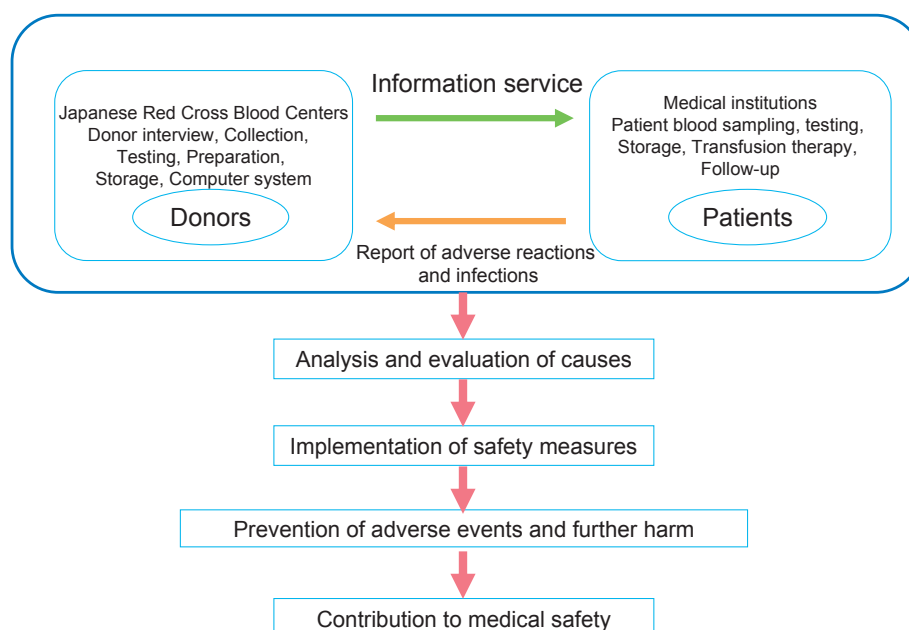 Information service
Japanese Red Cross Blood Centers
Donor interview, Collection,
Testing, Preparation,
Storage, Computer system
Donors
Medical institutions
Patient blood sampling, testing,
Storage, Transfusion therapy,
Follow-up
Patients
Report of adverse reactions
and infections
Analysis and evaluation of causes
Implementation of safety measures
Prevention of adverse events and further harm
Contribution to medical safety